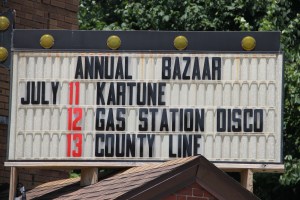 ANNUAL BAZAAR
JULY 11 KARTUNE
12 GAS STATION DISCO
13 COUNTY LINE